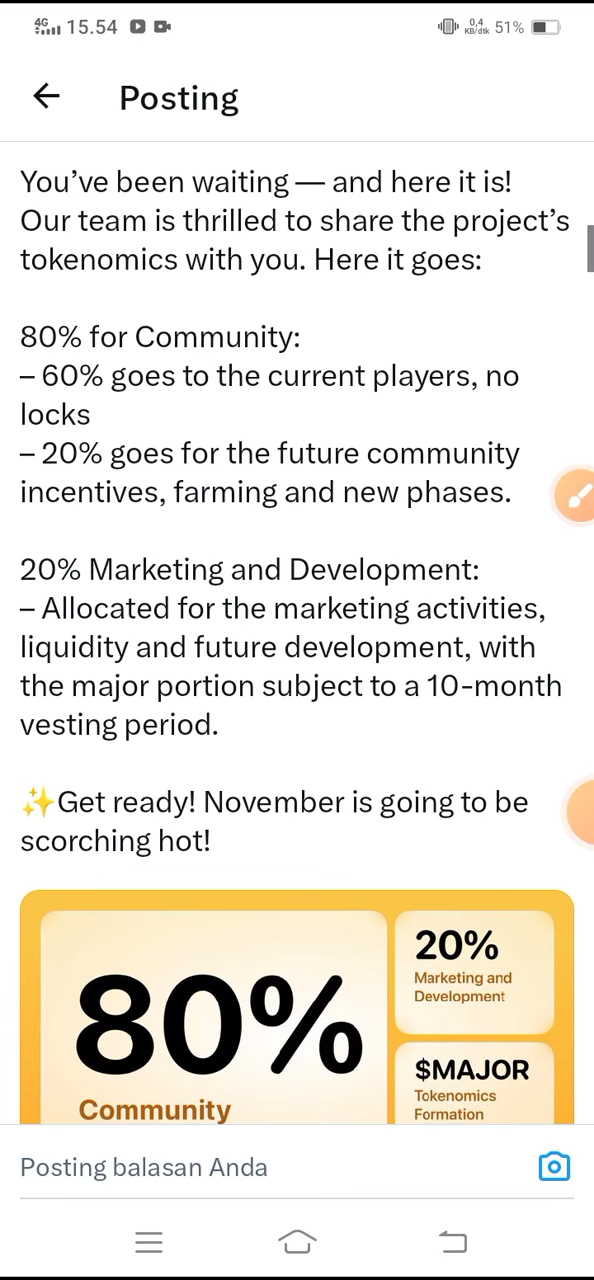 4G 15.54 0,4 KB/dtk 51%
Posting
You’ve been waiting — and here it is!
Our team is thrilled to share the project’s
tokenomics with you. Here it goes:
80% for Community:
– 60% goes to the current players, no
locks
– 20% goes for the future community
incentives, farming and new phases.
20% Marketing and Development:
– Allocated for the marketing activities,
liquidity and future development, with
the major portion subject to a 10-month
vesting period.
✨Get ready! November is going to be
scorching hot!
80%
Community
20%
Marketing and
Development
$MAJOR
Tokenomics
Formation
Posting balasan Anda